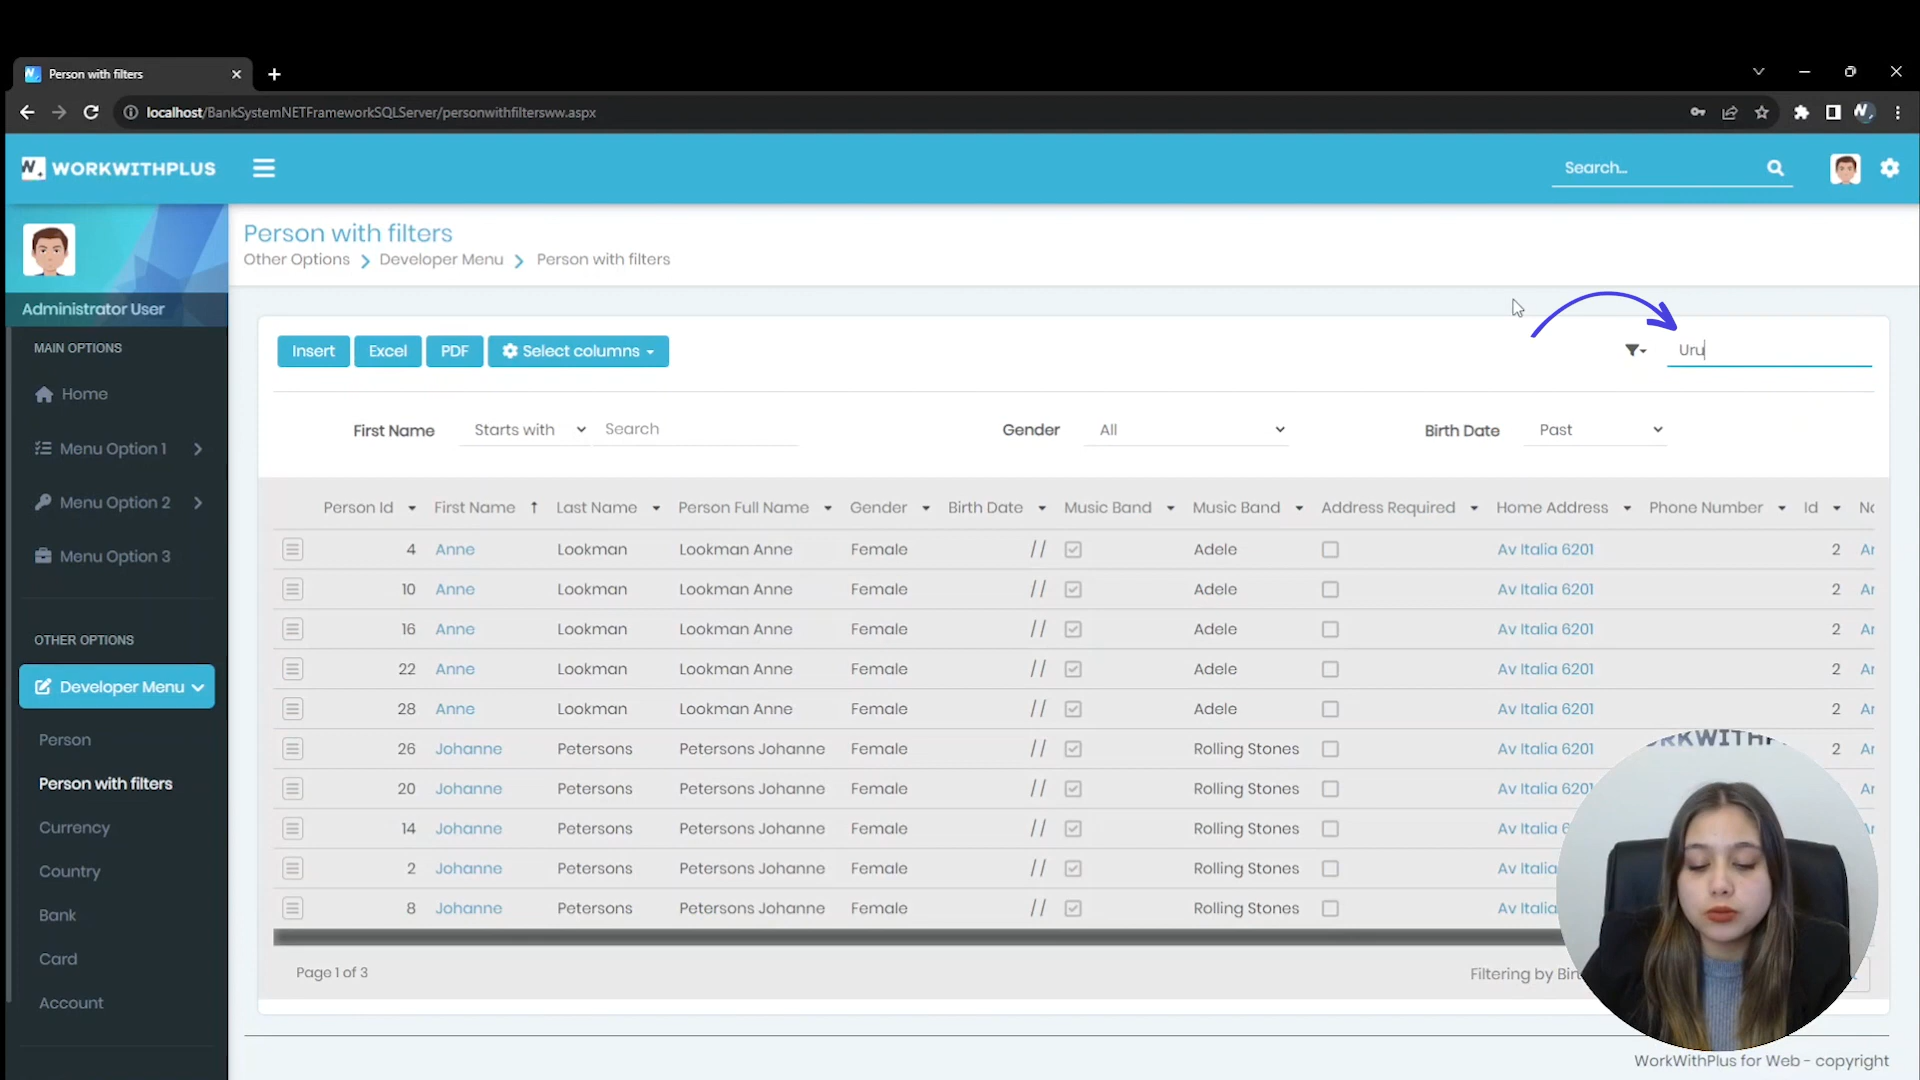 Person with filters
localhost/BankSystemNETFrameworkSQLServer/personwithfiltersww.aspx
WORKWITHPLUS
Search...
Administrator User
MAIN OPTIONS
Home
Menu Option 1
Menu Option 2
Menu Option 3
OTHER OPTIONS
Developer Menu
Person
Person with filters
Currency
Country
Bank
Card
Account
Person with filters
Other Options Developer Menu Person with filters
Insert Excel PDF Select columns Uru
First Name Starts with Search Gender All Birth Date Past
Person Id First Name Last Name Person Full Name Gender Birth Date Music Band Music Band Address Required Home Address Phone Number Id
4 Anne Lookman Lookman Anne Female // Adele Av Italia 6201 2
10 Anne Lookman Lookman Anne Female // Adele Av Italia 6201 2
16 Anne Lookman Lookman Anne Female // Adele Av Italia 6201 2
22 Anne Lookman Lookman Anne Female // Adele Av Italia 6201 2
28 Anne Lookman Lookman Anne Female // Adele Av Italia 6201 2
26 Johanne Petersons Petersons Johanne Female // Rolling Stones Av Italia 6201 2
20 Johanne Petersons Petersons Johanne Female // Rolling Stones Av Italia 6201
14 Johanne Petersons Petersons Johanne Female // Rolling Stones Av Italia
2 Johanne Petersons Petersons Johanne Female // Rolling Stones Av Italia
8 Johanne Petersons Petersons Johanne Female // Rolling Stones Av Italia
Page 1 of 3
Filtering by
WorkWithPlus for Web - copyright